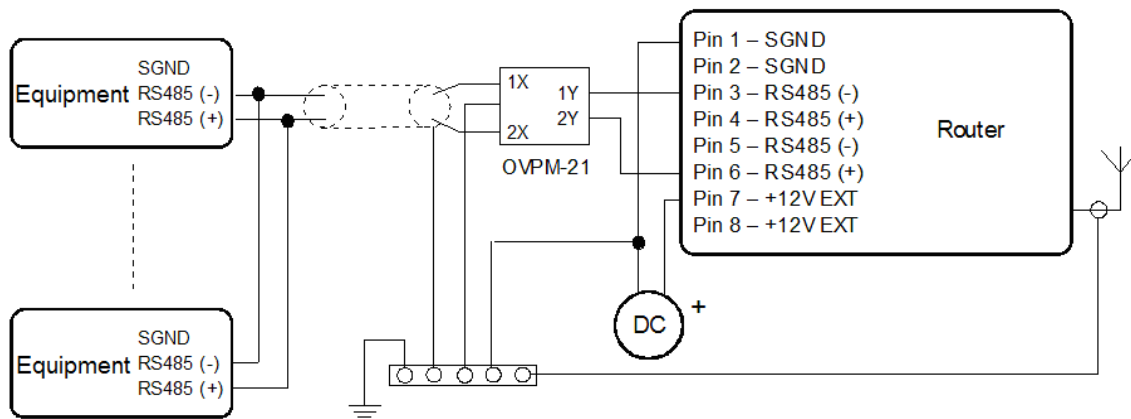 Equipment
SGND
RS485 (-)
RS485 (+)
1X
2X
1Y
2Y
OVPM-21
Pin 1 – SGND
Pin 2 – SGND
Pin 3 – RS485 (-)
Pin 4 – RS485 (+)
Pin 5 – RS485 (-)
Pin 6 – RS485 (+)
Pin 7 – +12V EXT
Pin 8 – +12V EXT
Router
DC
+
Equipment
SGND
RS485 (-)
RS485 (+)